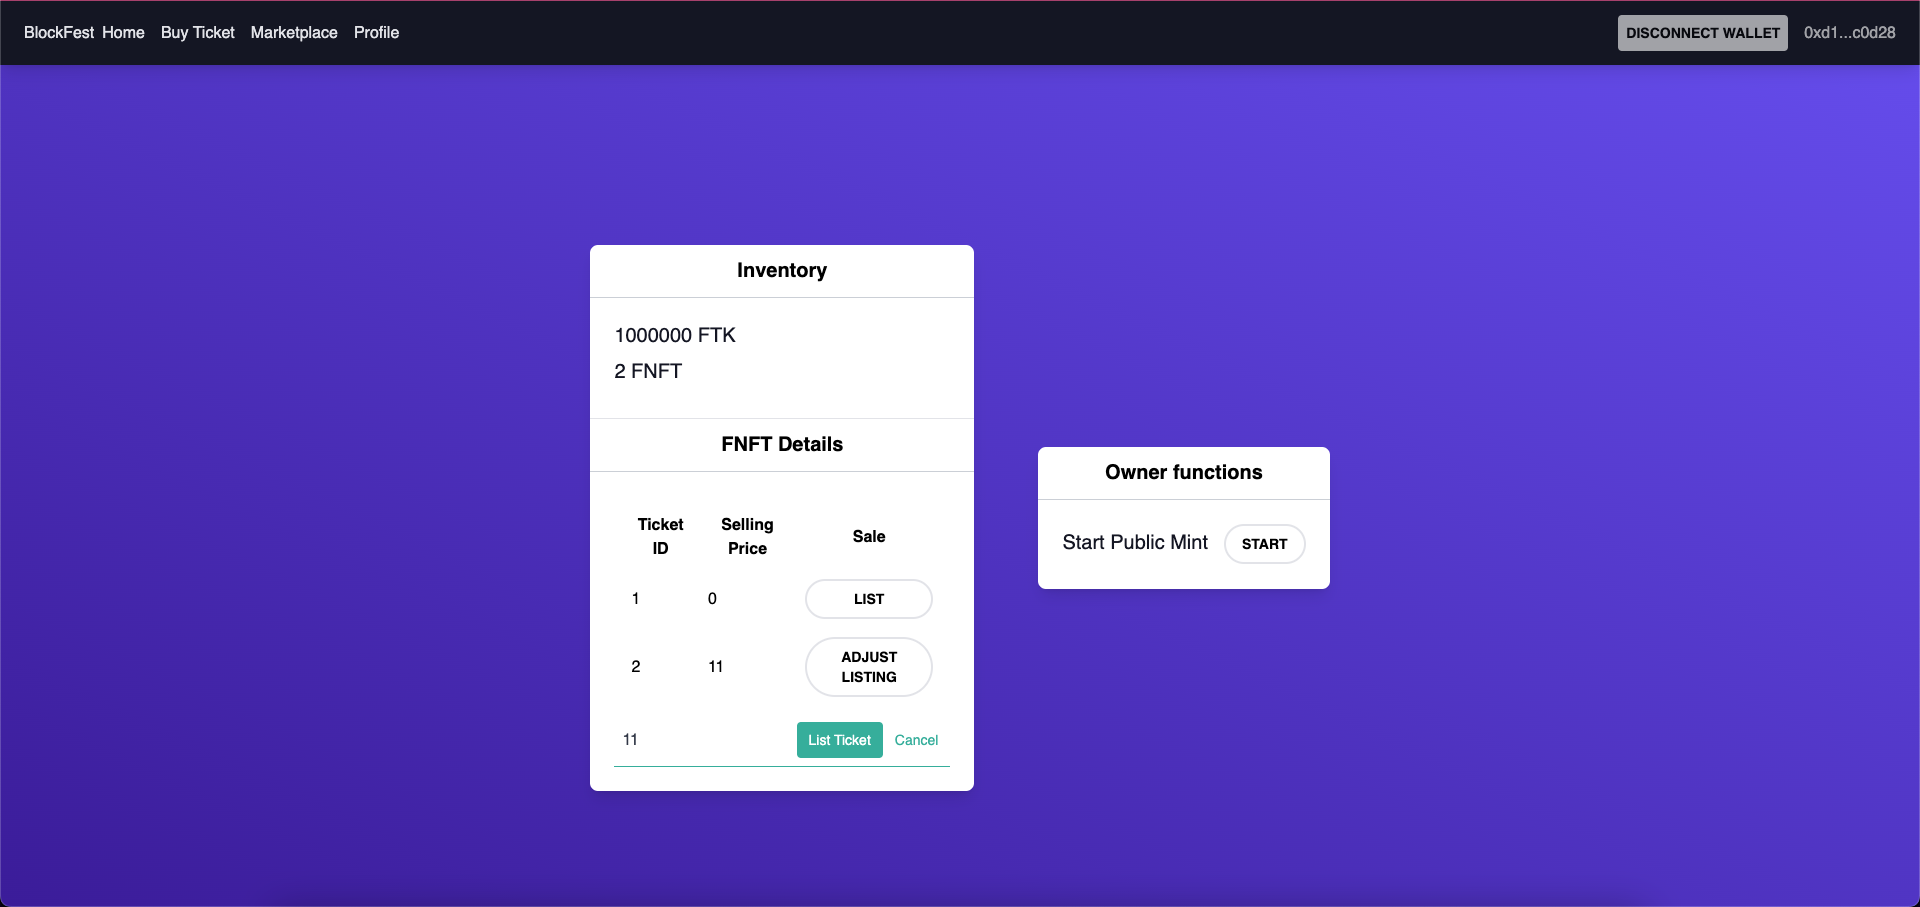 BlockFest Home Buy Ticket Marketplace Profile DISCONNECT WALLET 0xd1...c0d28
Inventory
1000000 FTK
2 FNFT
FNFT Details
Ticket ID Selling Price Sale
1 0 LIST
2 11 ADJUST LISTING
11 List Ticket Cancel
Owner functions
Start Public Mint START